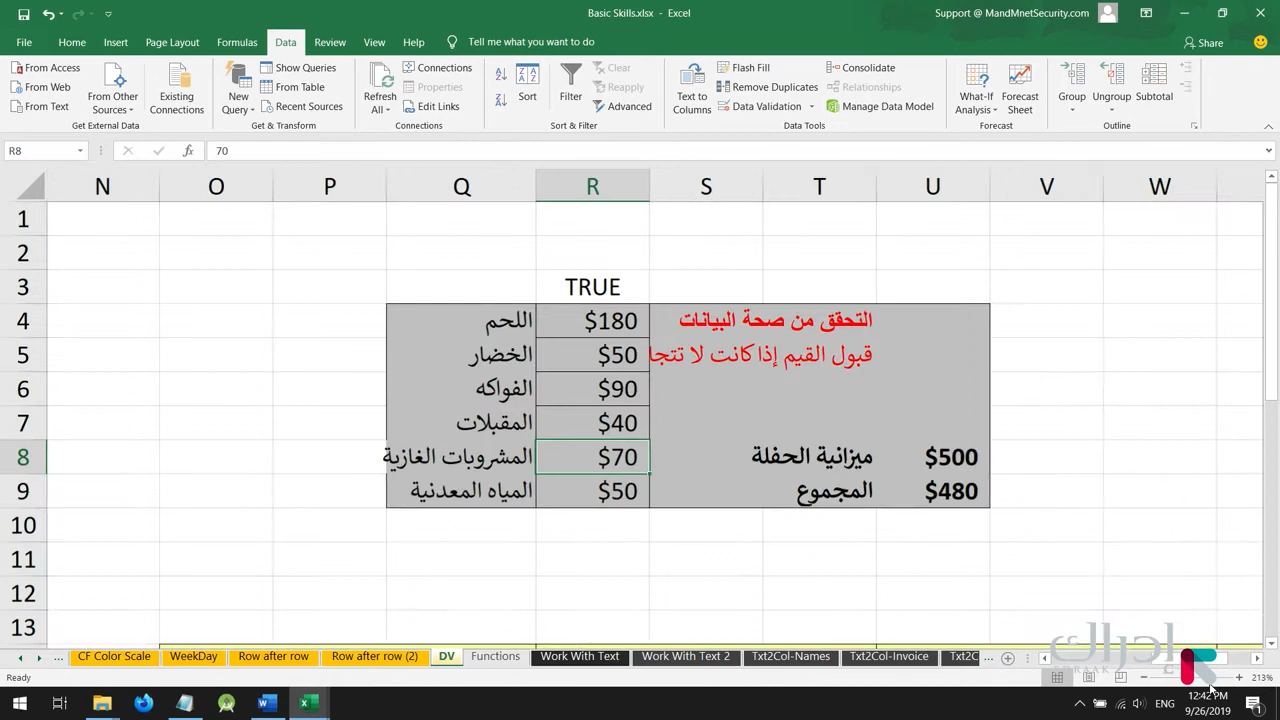 Basic Skills.xlsx - Excel
Support @ MandMnetSecurity.com
File Home Insert Page Layout Formulas Data Review View Help Tell me what you want to do Share
From Access
From Web
From Text
From Other Sources
Existing Connections
Get External Data
New Query
Show Queries
From Table
Recent Sources
Get & Transform
Refresh All
Connections
Properties
Edit Links
Connections
Sort
Filter
Clear
Reapply
Advanced
Sort & Filter
Text to Columns
Flash Fill
Remove Duplicates
Data Validation
Consolidate
Relationships
Manage Data Model
Data Tools
What-If Analysis
Forecast Sheet
Forecast
Group
Ungroup
Subtotal
Outline
R8 fx 70
N O P Q R S T U V W
1
2
3 TRUE
4 اللحم $180 التحقق من صحة البيانات
5 الخضار $50 قبول القيم إذا كانت لا تتجا
6 الفواكه $90
7 المقبلات $40
8 المشروبات الغازية $70 ميزانية الحفلة $500
9 المياه المعدنية $50 المجموع $480
10
11
12
13
... CF Color Scale WeekDay Row after row Row after row (2) DV Functions Work With Text Work With Text 2 Txt2Col-Names Txt2Col-Invoice Txt2C ...
إدراك
EDRAAK
Ready 213%
ENG 12:42 PM
9/26/2019
1